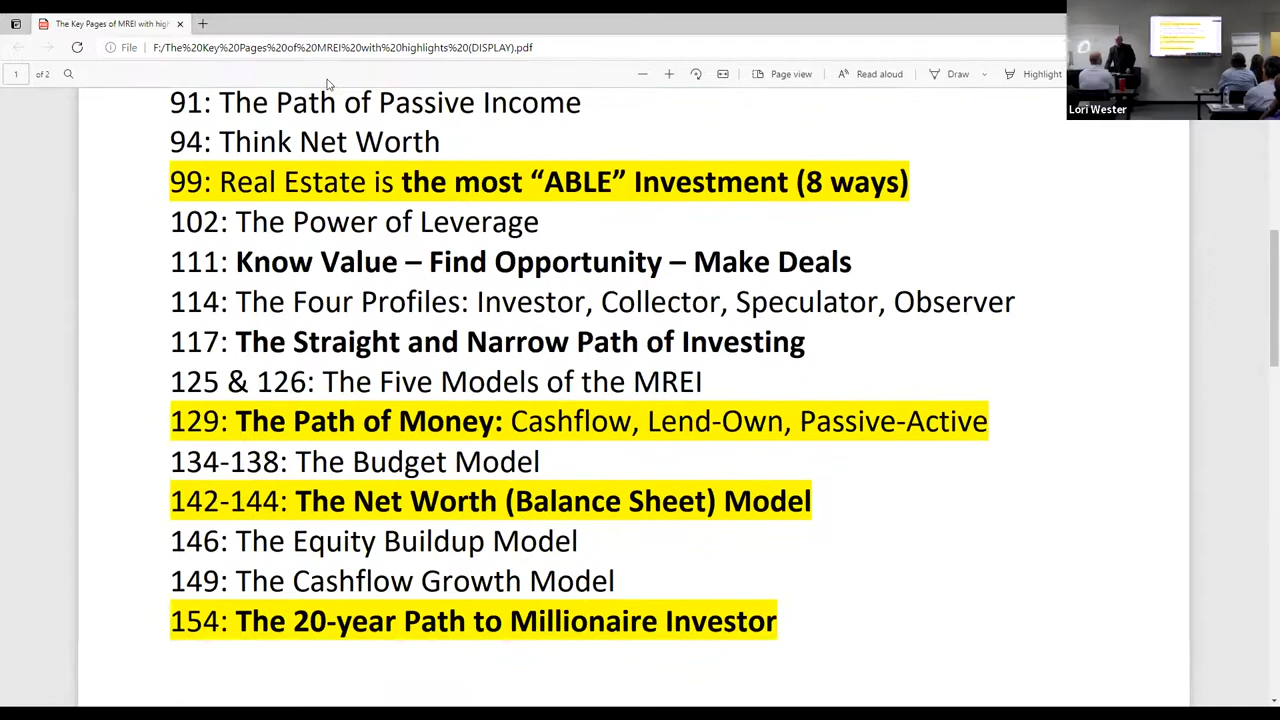 The Key Pages of MREI with high
File F:/The%20Key%20Pages%20of%20MREI%20with%20highlights%20(1%20in.%20).pdf
1 of 2 Page view Read aloud Draw Highlight
Lori Wester
91: The Path of Passive Income
94: Think Net Worth
99: Real Estate is the most “ABLE” Investment (8 ways)
102: The Power of Leverage
111: Know Value – Find Opportunity – Make Deals
114: The Four Profiles: Investor, Collector, Speculator, Observer
117: The Straight and Narrow Path of Investing
125 & 126: The Five Models of the MREI
129: The Path of Money: Cashflow, Lend-Own, Passive-Active
134-138: The Budget Model
142-144: The Net Worth (Balance Sheet) Model
146: The Equity Buildup Model
149: The Cashflow Growth Model
154: The 20-year Path to Millionaire Investor